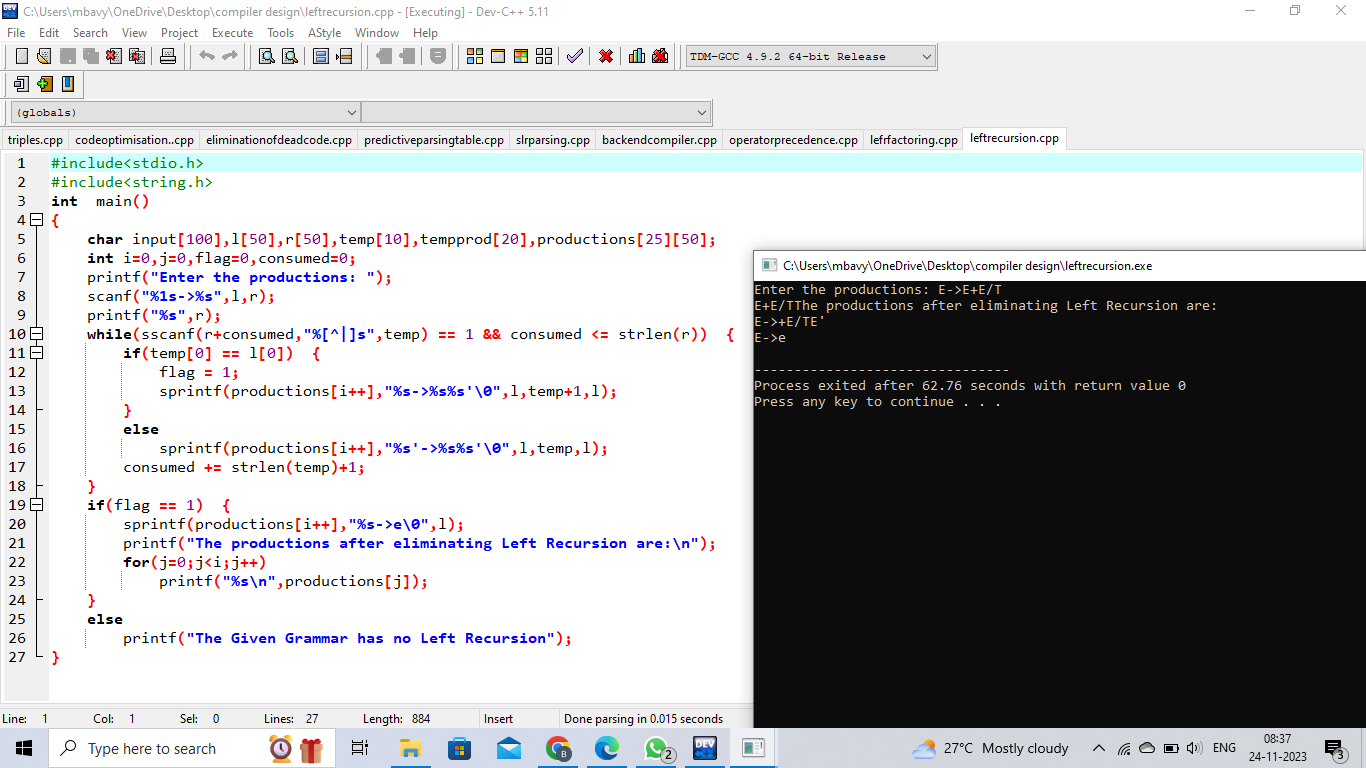 C:\Users\mbavy\OneDrive\Desktop\compiler design\leftrecursion.cpp - [Executing] - Dev-C++ 5.11
File Edit Search View Project Execute Tools AStyle Window Help
TDM-GCC 4.9.2 64-bit Release
(globals)
triples.cpp codeoptimisation..cpp eliminationofdeadcode.cpp predictiveparsingtable.cpp slrparsing.cpp backendcompiler.cpp operatorprecedence.cpp lefrfactoring.cpp leftrecursion.cpp
1 #include<stdio.h>
2 #include<string.h>
3 int  main()
4 {
5     char input[100],l[50],r[50],temp[10],tempprod[20],productions[25][50];
6     int i=0,j=0,flag=0,consumed=0;
7     printf("Enter the productions: ");
8     scanf("%1s->%s",l,r);
9     printf("%s",r);
10     while(sscanf(r+consumed,"%[^|]s",temp) == 1 && consumed <= strlen(r))  {
11         if(temp[0] == l[0])  {
12             flag = 1;
13             sprintf(productions[i++],"%s->%s%s'\0",l,temp+1,l);
14         }
15         else
16             sprintf(productions[i++],"%s'->%s%s'\0",l,temp,l);
17         consumed += strlen(temp)+1;
18     }
19     if(flag == 1)  {
20         sprintf(productions[i++],"%s->e\0",l);
21         printf("The productions after eliminating Left Recursion are:\n");
22         for(j=0;j<i;j++)
23             printf("%s\n",productions[j]);
24     }
25     else
26         printf("The Given Grammar has no Left Recursion");
27 }
C:\Users\mbavy\OneDrive\Desktop\compiler design\leftrecursion.exe
Enter the productions: E->E+E/T
E+E/TThe productions after eliminating Left Recursion are:
E->+E/TE'
E->e
--------------------------------
Process exited after 62.76 seconds with return value 0
Press any key to continue . . .
Line: 1 Col: 1 Sel: 0 Lines: 27 Length: 884 Insert Done parsing in 0.015 seconds
Type here to search
B
2
DEV
27°C Mostly cloudy
ENG
08:37
24-11-2023
3